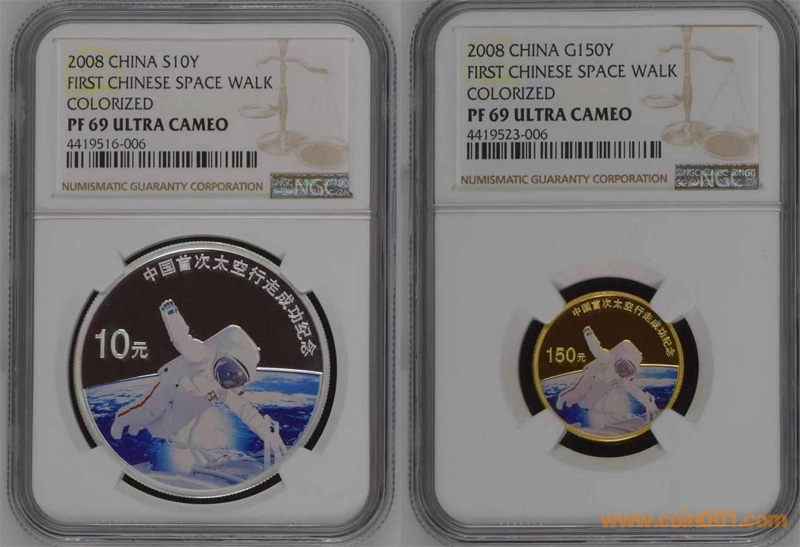 2008 CHINA S10Y
FIRST CHINESE SPACE WALK
COLORIZED
PF 69 ULTRA CAMEO
4419516-006
NUMISMATIC GUARANTY CORPORATION
NGC
中国首次太空行走成功纪念
10元
2008 CHINA G150Y
FIRST CHINESE SPACE WALK
COLORIZED
PF 69 ULTRA CAMEO
4419523-006
NUMISMATIC GUARANTY CORPORATION
NGC
中国首次太空行走成功纪念
150元
www.coin001.com